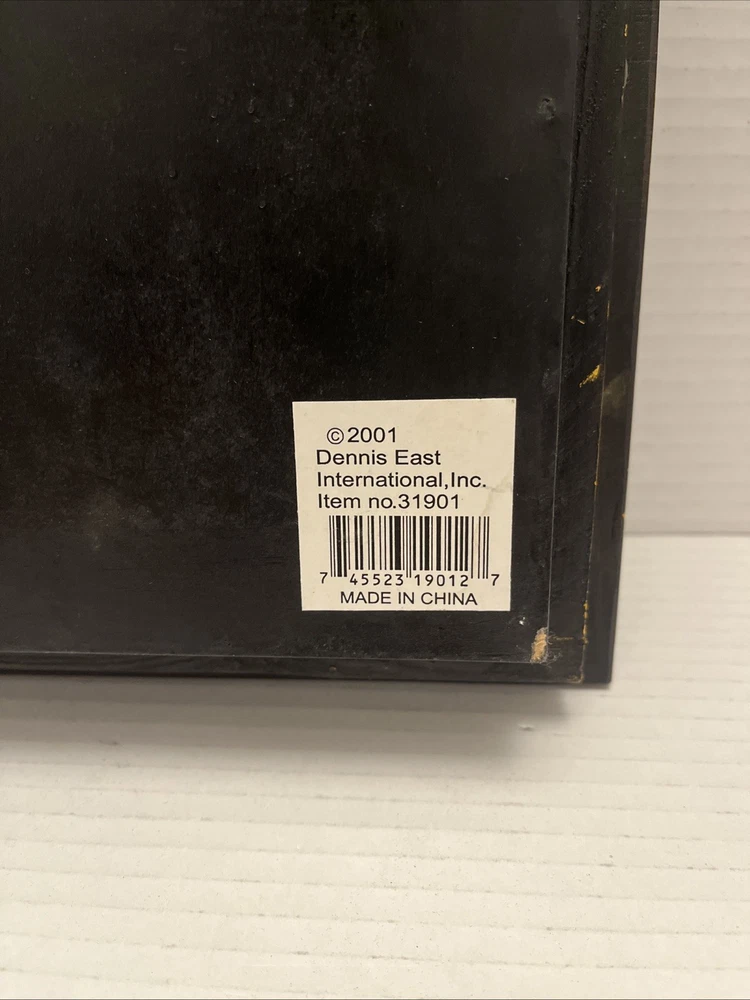 ©2001
Dennis East
International,Inc.
Item no.31901
7 45523 19012 7
MADE IN CHINA